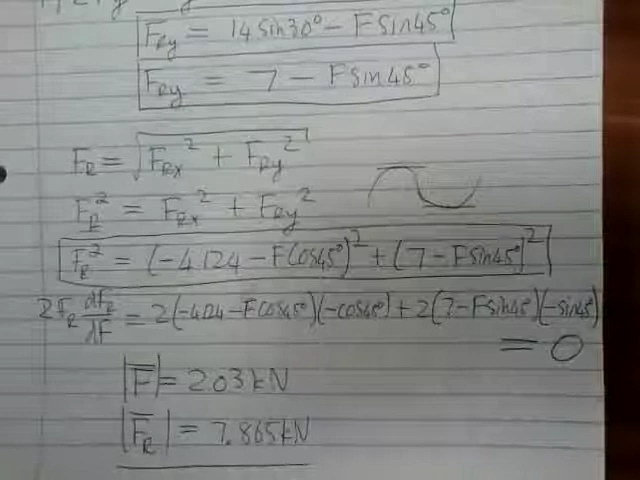 F_Ry = 14 sin30° - F sin45°
F_Ry = 7 - F sin45°
F_R = √(F_Rx² + F_Ry²)
F_R² = F_Rx² + F_Ry²
F_R² = (-4.124 - F cos45°)² + (7 - F sin45°)²
2F_R dF_R/dF = 2(-4.124 - F cos45°)(-cos45°) + 2(7 - F sin45°)(-sin45°)
= 0
|F̅| = 2.03 kN
|F̅_R| = 7.865 kN